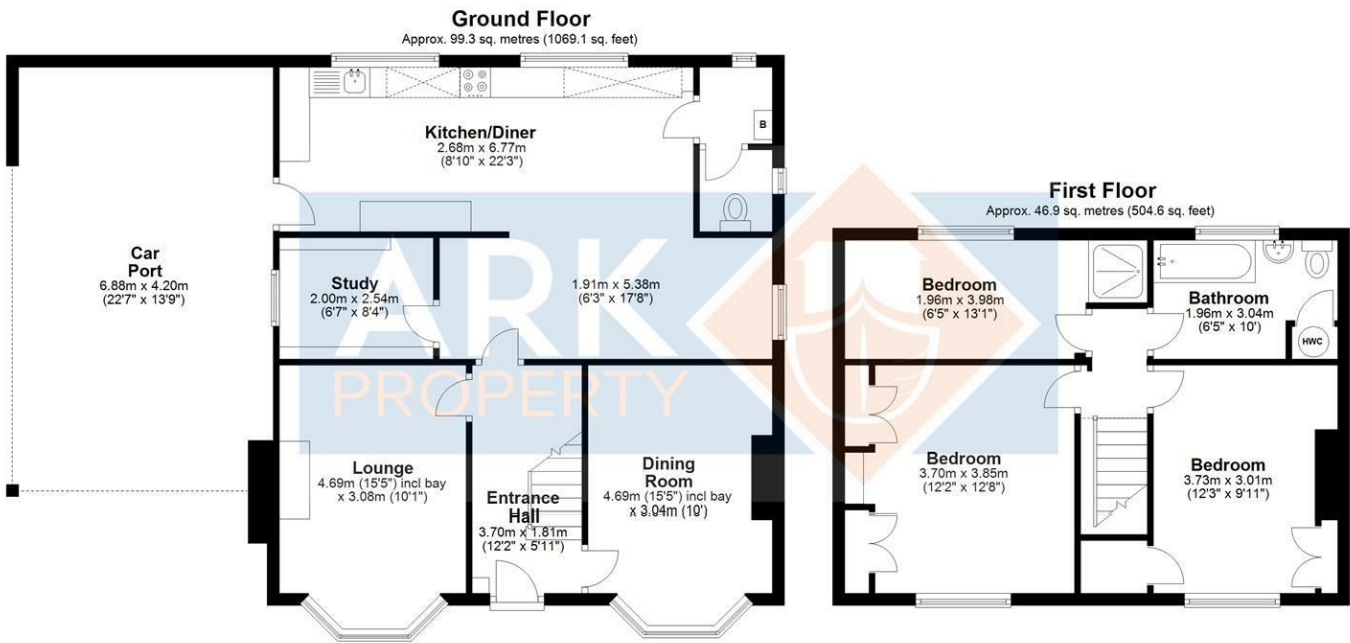 Ground Floor
Approx. 99.3 sq. metres (1069.1 sq. feet)
Kitchen/Diner
2.68m x 6.77m
(8'10" x 22'3")
B
Car
Port
6.88m x 4.20m
(22'7" x 13'9")
Study
2.00m x 2.54m
(6'7" x 8'4")
1.91m x 5.38m
(6'3" x 17'8")
ARK
PROPERTY
Lounge
4.69m (15'5") incl bay
x 3.08m (10'1")
Entrance
Hall
3.70m x 1.81m
(12'2" x 5'11")
Dining
Room
4.69m (15'5") incl bay
x 3.04m (10')
First Floor
Approx. 46.9 sq. metres (504.6 sq. feet)
Bedroom
1.96m x 3.98m
(6'5" x 13'1")
Bathroom
1.96m x 3.04m
(6'5" x 10')
HWC
Bedroom
3.70m x 3.85m
(12'2" x 12'8")
Bedroom
3.73m x 3.01m
(12'3" x 9'11")